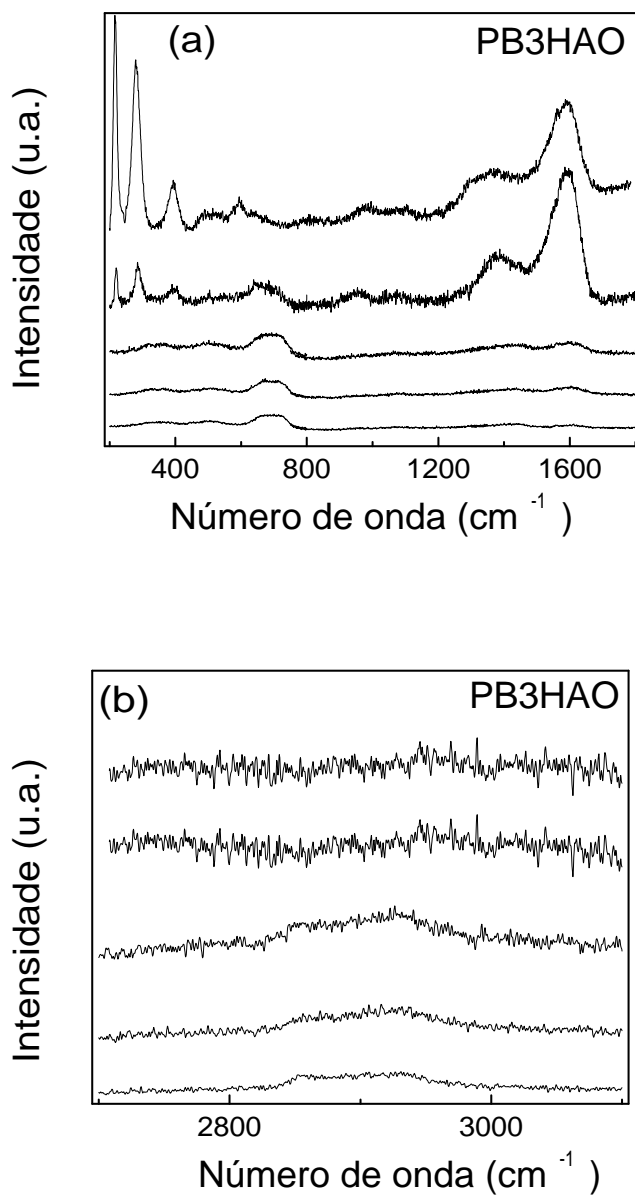 (a) PB3HAO
Intensidade (u.a.)
400 800 1200 1600
Número de onda (cm -1 )
(b) PB3HAO
Intensidade (u.a.)
2800 3000
Número de onda (cm -1 )